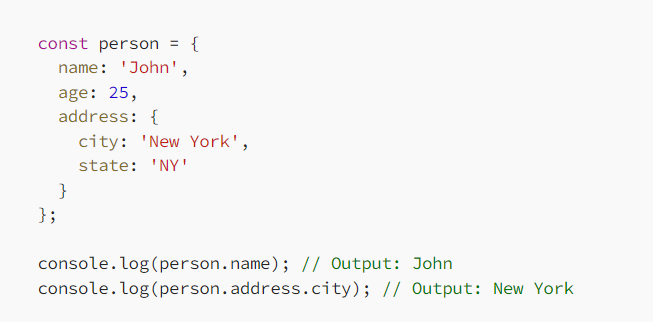 const person = {
  name: 'John',
  age: 25,
  address: {
    city: 'New York',
    state: 'NY'
  }
};

console.log(person.name); // Output: John
console.log(person.address.city); // Output: New York